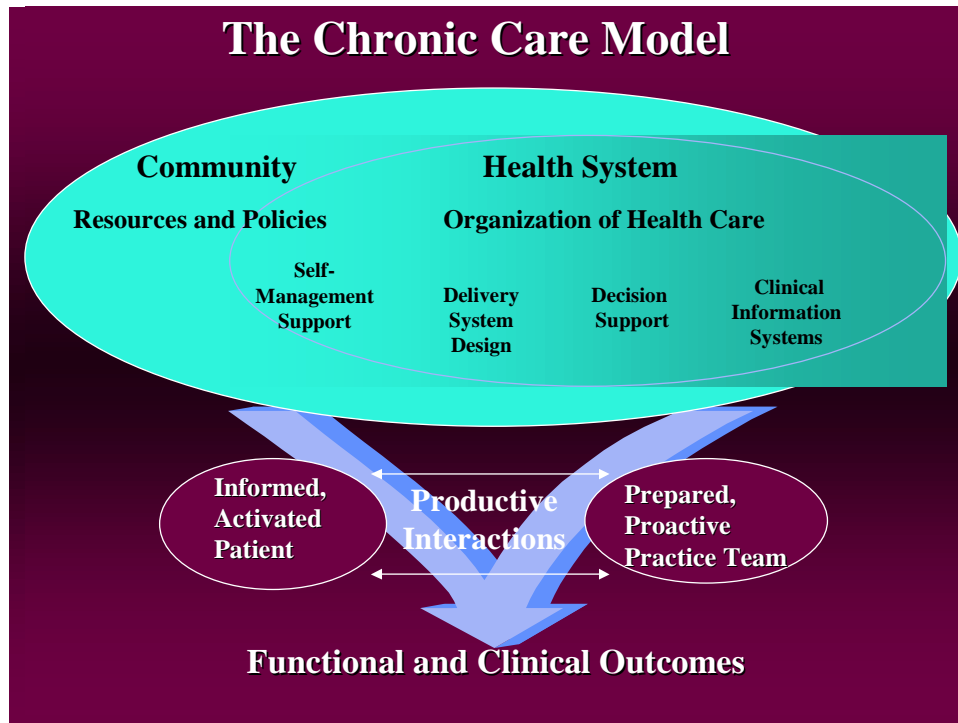 The Chronic Care Model
Community
Resources and Policies
Health System
Organization of Health Care
Self-
Management
Support
Delivery
System
Design
Decision
Support
Clinical
Information
Systems
Informed,
Activated
Patient
Productive
Interactions
Prepared,
Proactive
Practice Team
Functional and Clinical Outcomes